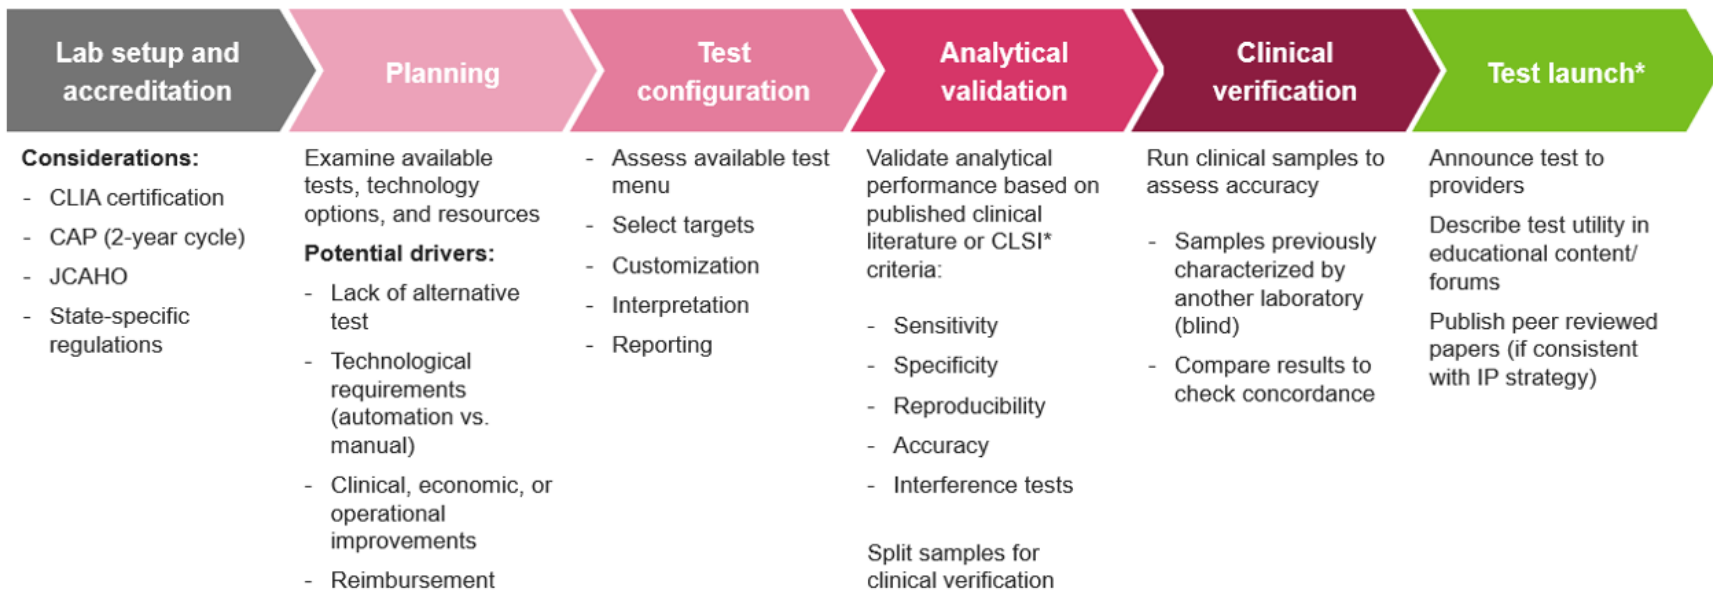 Lab setup and
accreditation
Planning
Test
configuration
Analytical
validation
Clinical
verification
Test launch*
Considerations:
- CLIA certification
- CAP (2-year cycle)
- JCAHO
- State-specific
regulations
Examine available
tests, technology
options, and resources
Potential drivers:
- Lack of alternative
test
- Technological
requirements
(automation vs.
manual)
- Clinical, economic, or
operational
improvements
- Reimbursement
- Assess available test
menu
- Select targets
- Customization
- Interpretation
- Reporting
Validate analytical
performance based on
published clinical
literature or CLSI*
criteria:
- Sensitivity
- Specificity
- Reproducibility
- Accuracy
- Interference tests
Split samples for
clinical verification
Run clinical samples to
assess accuracy
- Samples previously
characterized by
another laboratory
(blind)
- Compare results to
check concordance
Announce test to
providers
Describe test utility in
educational content/
forums
Publish peer reviewed
papers (if consistent
with IP strategy)